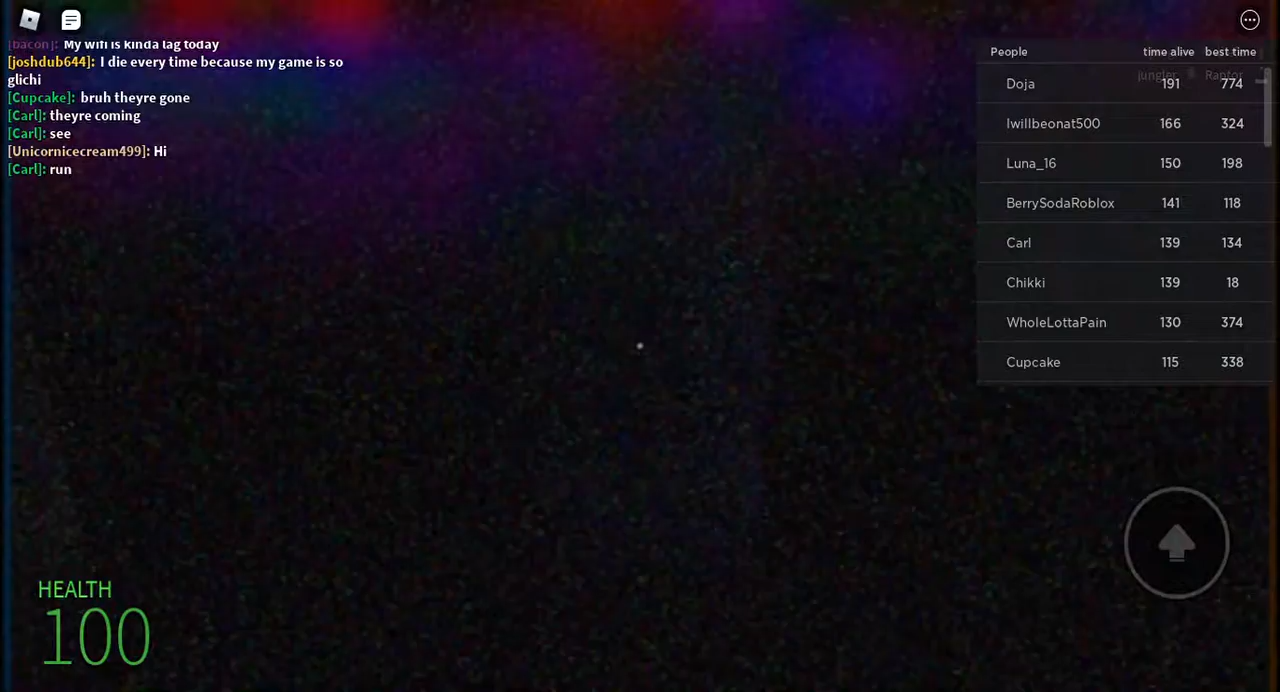 [bacon]: My wifi is kinda lag today
[joshdub644]: I die every time because my game is so
glichi
[Cupcake]: bruh theyre gone
[Carl]: theyre coming
[Carl]: see
[Unicornicecream499]: Hi
[Carl]: run
People time alive best time
jungler Raptor
Doja 191 774
Iwillbeonat500 166 324
Luna_16 150 198
BerrySodaRoblox 141 118
Carl 139 134
Chikki 139 18
WholeLottaPain 130 374
Cupcake 115 338
HEALTH
100